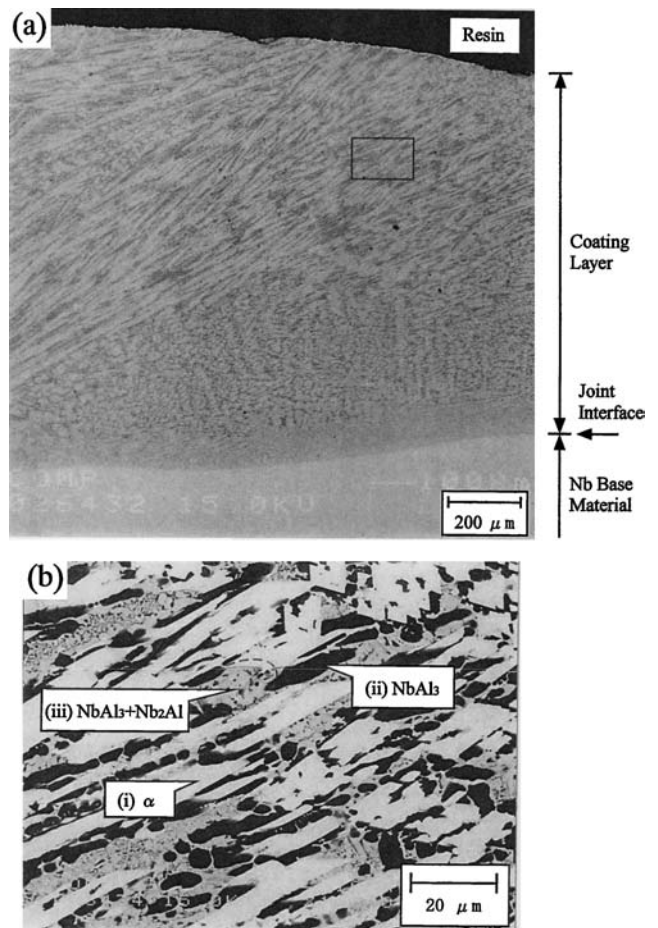 (a)
Resin
Coating
Layer
Joint
Interface
Nb Base
Material
200 μm
(b)
(ii) NbAl3
(iii) NbAl3+Nb2Al
(i) α
20 μm